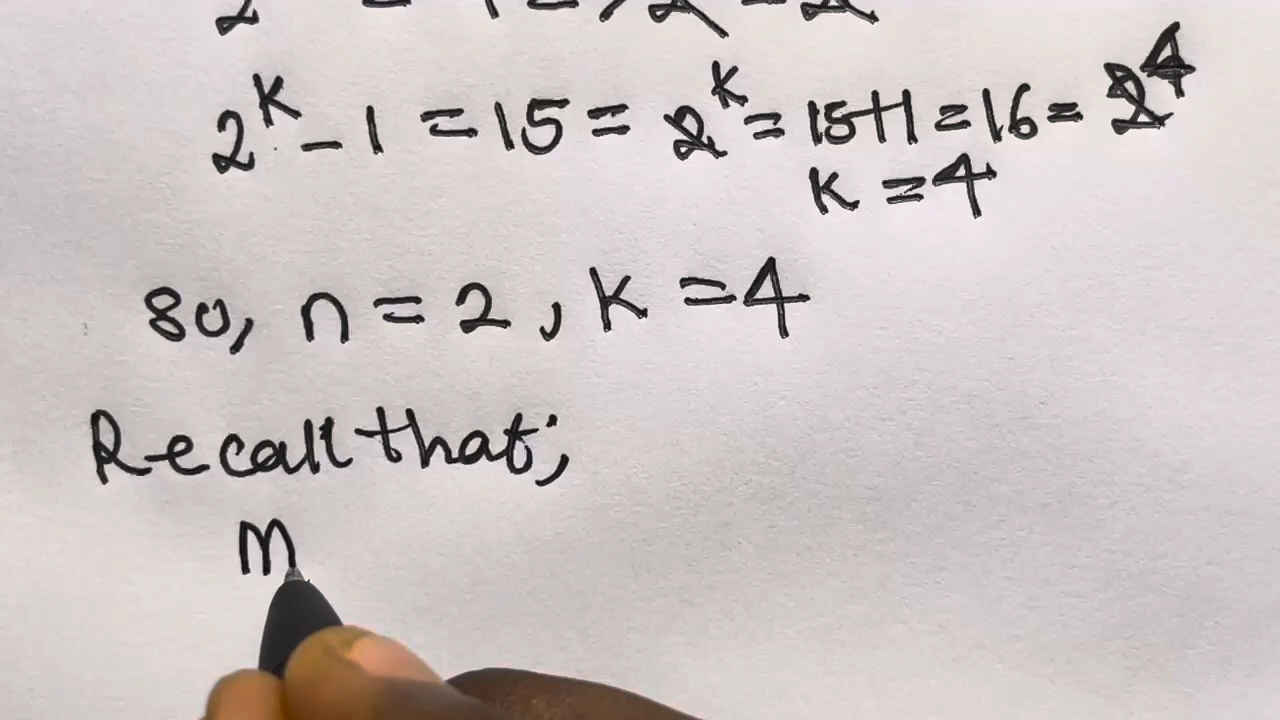 2^k - 1 = 15 = 2^k = 15+1 = 16 = 2^4
k = 4
so, n = 2, k = 4
Recall that;
m